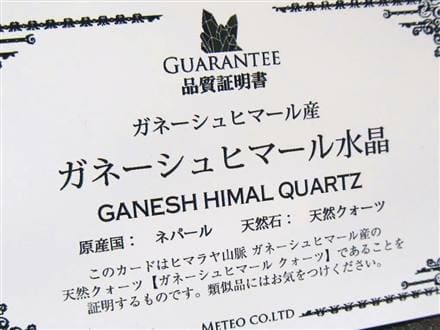 GUARANTEE
品質証明書
ガネーシュヒマール産
ガネーシュヒマール水晶
GANESH HIMAL QUARTZ
原産国： ネパール　天然石： 天然クォーツ
このカードはヒマラヤ山脈 ガネーシュヒマール産の
天然クォーツ【ガネーシュヒマール クォーツ】であることを
証明するものです。類似品にはお気をつけください。
METEO CO.LTD